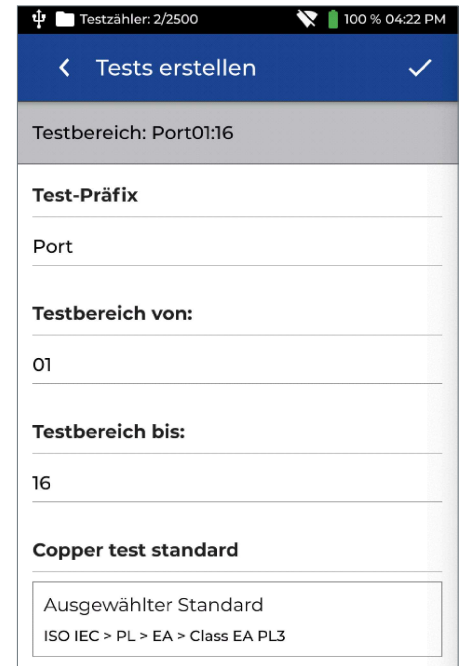 Testzähler: 2/2500 100 % 04:22 PM
Tests erstellen
Testbereich: Port01:16
Test-Präfix
Port
Testbereich von:
01
Testbereich bis:
16
Copper test standard
Ausgewählter Standard
ISO IEC > PL > EA > Class EA PL3